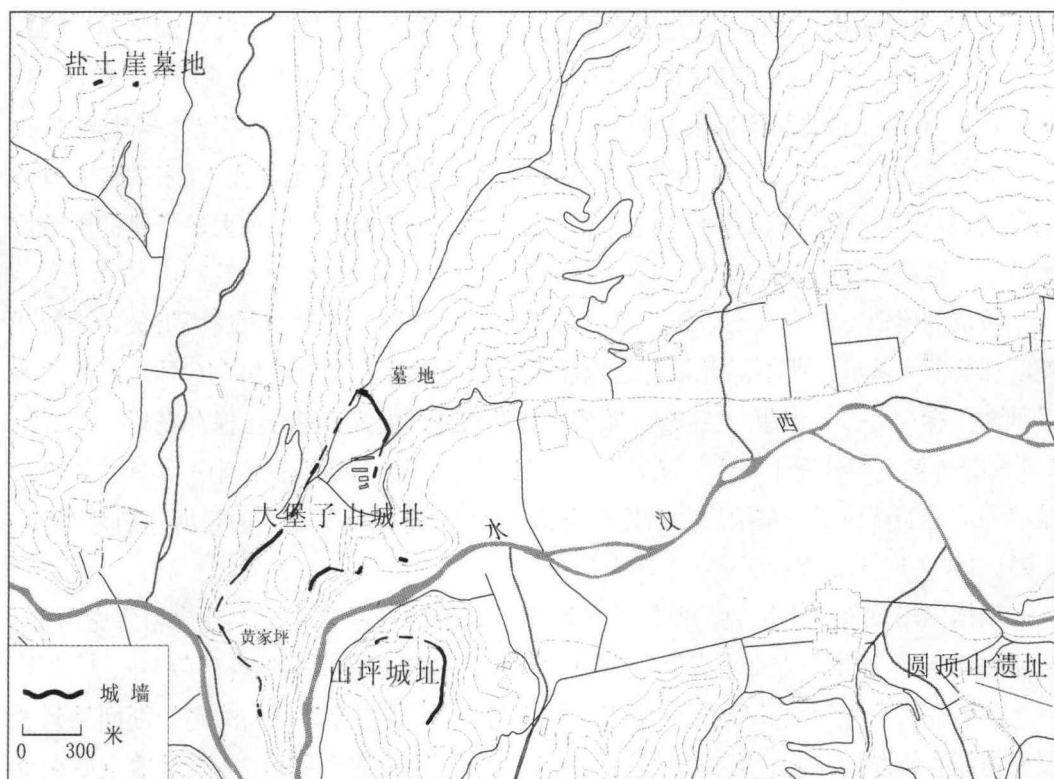 盐土崖墓地
墓地
西
汉
水
大堡子山城址
黄家坪
山坪城址
圆顶山遗址
城墙
0 300 米